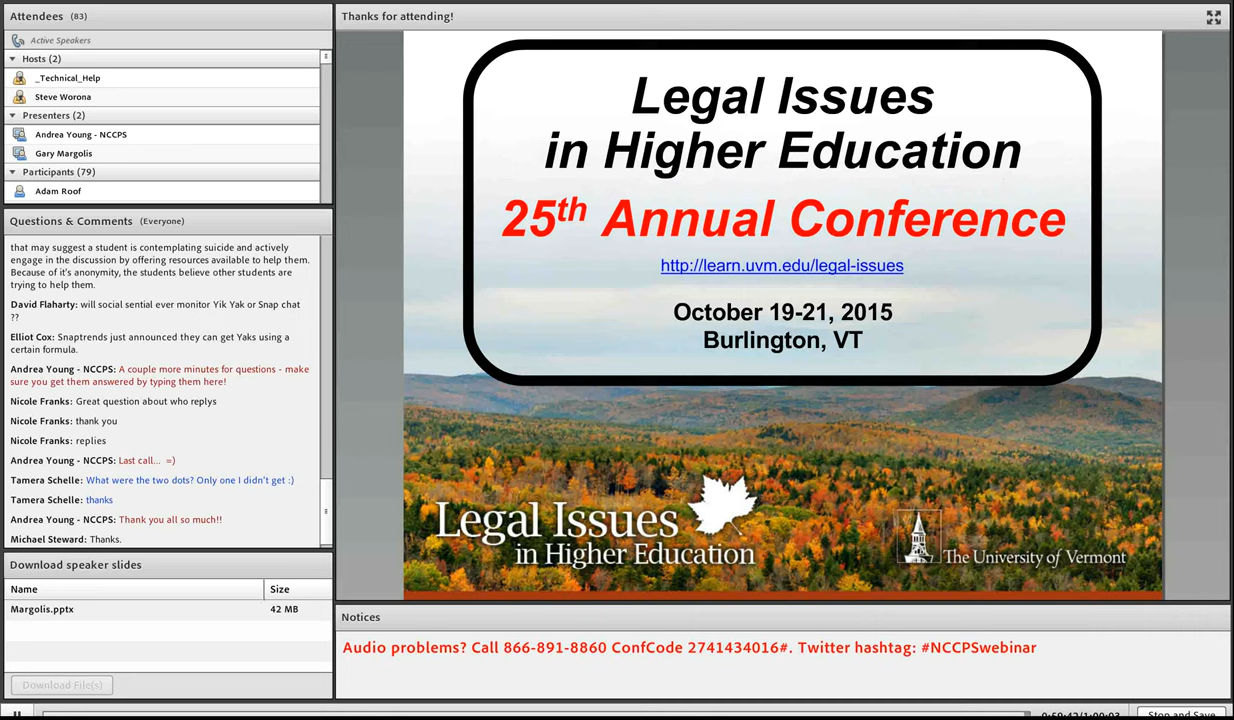 Attendees (83)
Active Speakers
Hosts (2)
_Technical_Help
Steve Worona
Presenters (2)
Andrea Young - NCCPS
Gary Margolis
Participants (79)
Adam Roof
Questions & Comments (Everyone)
that may suggest a student is contemplating suicide and actively
engage in the discussion by offering resources available to help them.
Because of it's anonymity, the students believe other students are
trying to help them.
David Flaharty: will social sential ever monitor Yik Yak or Snap chat
??
Elliot Cox: Snaptrends just announced they can get Yaks using a
certain formula.
Andrea Young - NCCPS: A couple more minutes for questions - make
sure you get them answered by typing them here!
Nicole Franks: Great question about who replys
Nicole Franks: thank you
Nicole Franks: replies
Andrea Young - NCCPS: Last call... =)
Tamera Schelle: What were the two dots? Only one I didn't get :)
Tamera Schelle: thanks
Andrea Young - NCCPS: Thank you all so much!!
Michael Steward: Thanks.
Download speaker slides
Name Size
Margolis.pptx 42 MB
Download File(s)
Thanks for attending!
Legal Issues
in Higher Education
25th Annual Conference
http://learn.uvm.edu/legal-issues
October 19-21, 2015
Burlington, VT
Legal Issues
in Higher Education
The University of Vermont
Notices
Audio problems? Call 866-891-8860 ConfCode 2741434016#. Twitter hashtag: #NCCPSwebinar
0:59:42/1:00:03
Stop and Save